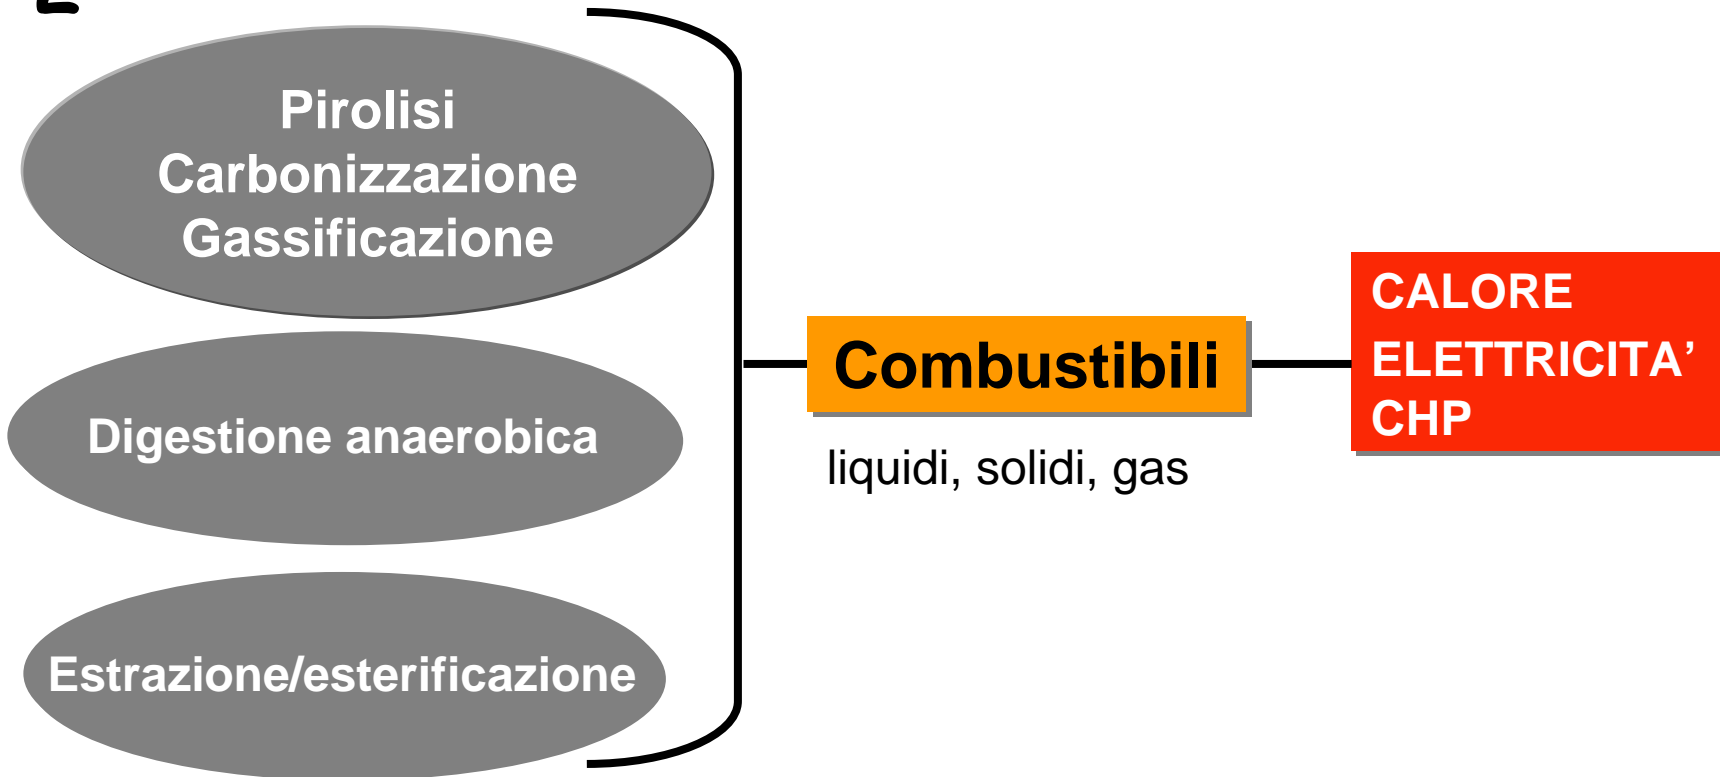 Pirolisi
Carbonizzazione
Gassificazione
Digestione anaerobica
Estrazione/esterificazione
Combustibili
liquidi, solidi, gas
CALORE
ELETTRICITA’
CHP